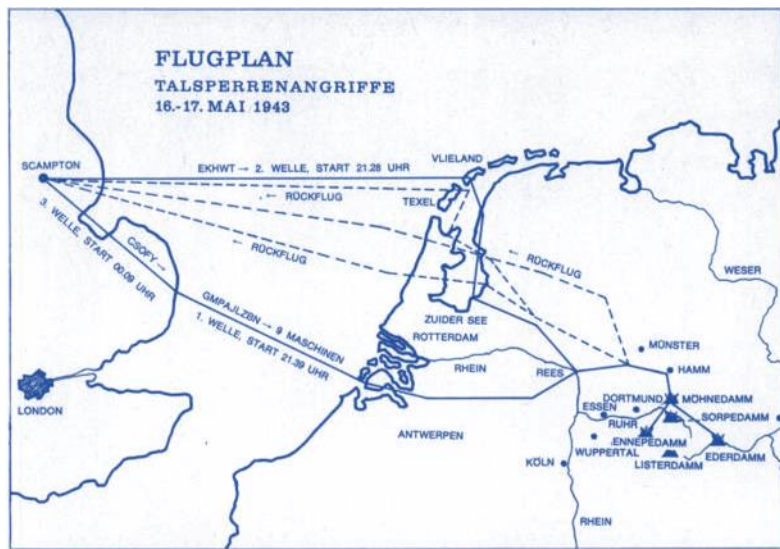 FLUGPLAN
TALSPERRENANGRIFFE
16.-17. MAI 1943
SCAMPTON
EKHWT → 2. WELLE, START 21.28 UHR
VLIELAND
← RÜCKFLUG
TEXEL
← RÜCKFLUG
← RÜCKFLUG
CSOFY →
3. WELLE, START 00.09 UHR
WESER
GMPAJLZBN → 9 MASCHINEN
1. WELLE, START 21.39 UHR
ZUIDER SEE
ROTTERDAM
MÜNSTER
RHEIN
REES
HAMM
LONDON
DORTMUND
MÖHNEDAMM
ESSEN
SORPEDAMM
RUHR
ANTWERPEN
ENNEPEDAMM
WUPPERTAL
EDERDAMM
LISTERDAMM
KÖLN
RHEIN